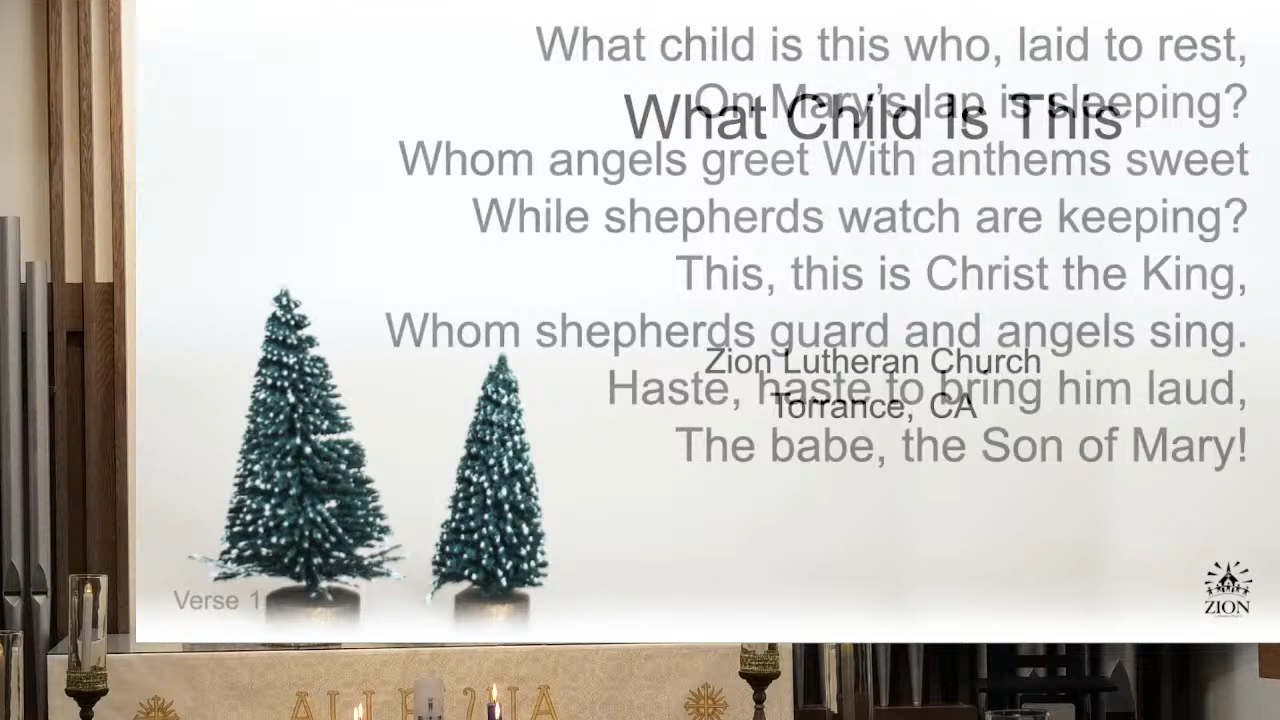 What child is this who, laid to rest,
On Mary's lap is sleeping?
What Child Is This
Whom angels greet With anthems sweet
While shepherds watch are keeping?
This, this is Christ the King,
Whom shepherds guard and angels sing.
Zion Lutheran Church
Haste, haste to bring him laud,
Torrance, CA
The babe, the Son of Mary!
Verse 1
ZION
ALLELUIA